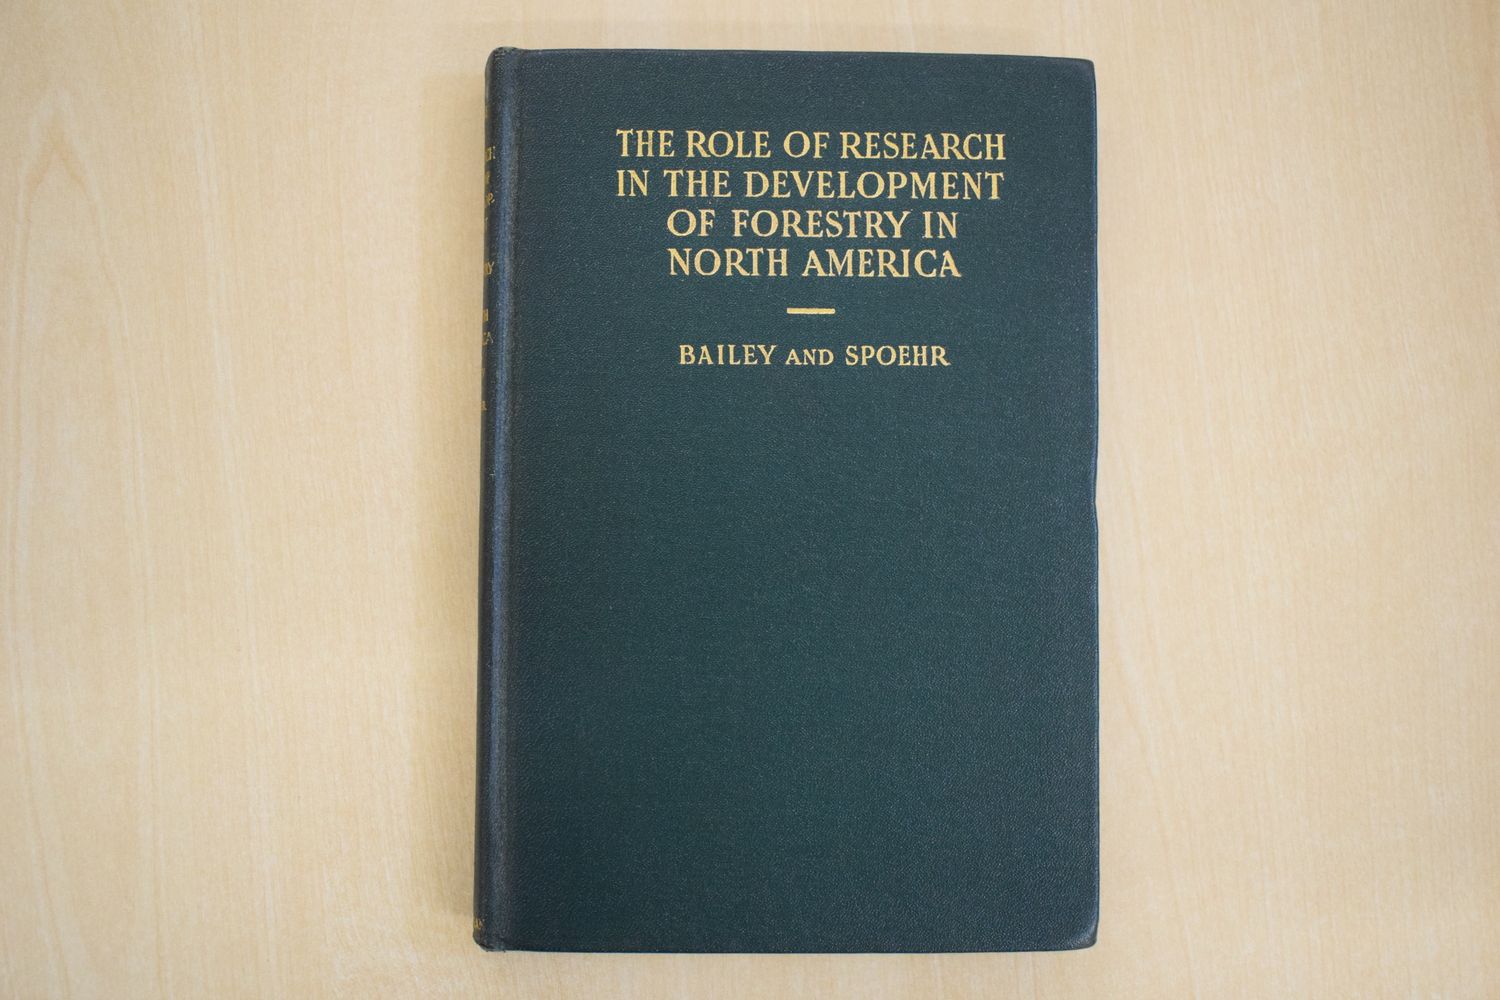 THE ROLE OF RESEARCH
IN THE DEVELOPMENT
OF FORESTRY IN
NORTH AMERICA
BAILEY AND SPOEHR